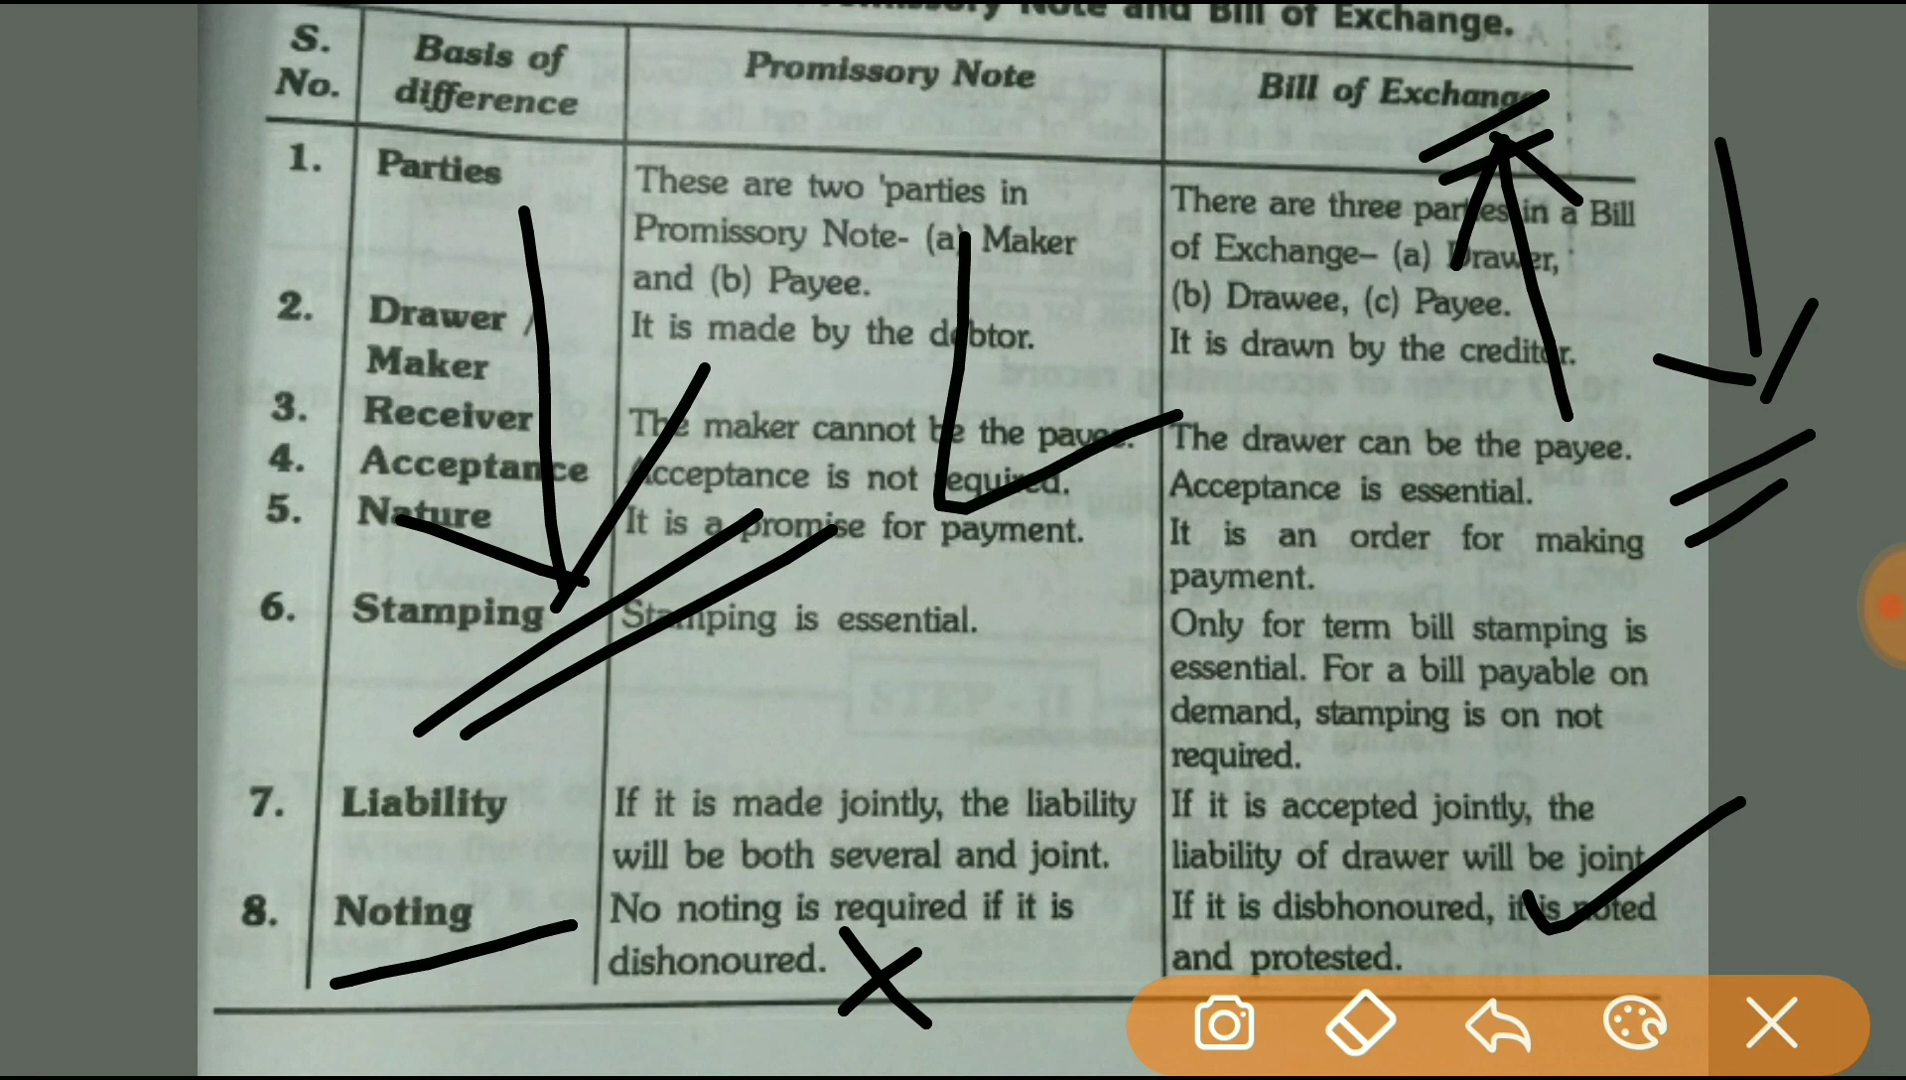 Promissory Note and Bill of Exchange.
S. No.
Basis of difference
Promissory Note
Bill of Exchange
1.
Parties
These are two 'parties in
Promissory Note- (a) Maker
and (b) Payee.
There are three parties in a Bill
of Exchange– (a) Drawer,
(b) Drawee, (c) Payee.
2.
Drawer /
Maker
It is made by the debtor.
It is drawn by the creditor.
3.
Receiver
The maker cannot be the payee.
The drawer can be the payee.
4.
Acceptance
Acceptance is not required.
Acceptance is essential.
5.
Nature
It is a promise for payment.
It is an order for making
payment.
6.
Stamping
Stamping is essential.
Only for term bill stamping is
essential. For a bill payable on
demand, stamping is on not
required.
7.
Liability
If it is made jointly, the liability
will be both several and joint.
If it is accepted jointly, the
liability of drawer will be joint
8.
Noting
No noting is required if it is
dishonoured.
If it is disbhonoured, it is noted
and protested.